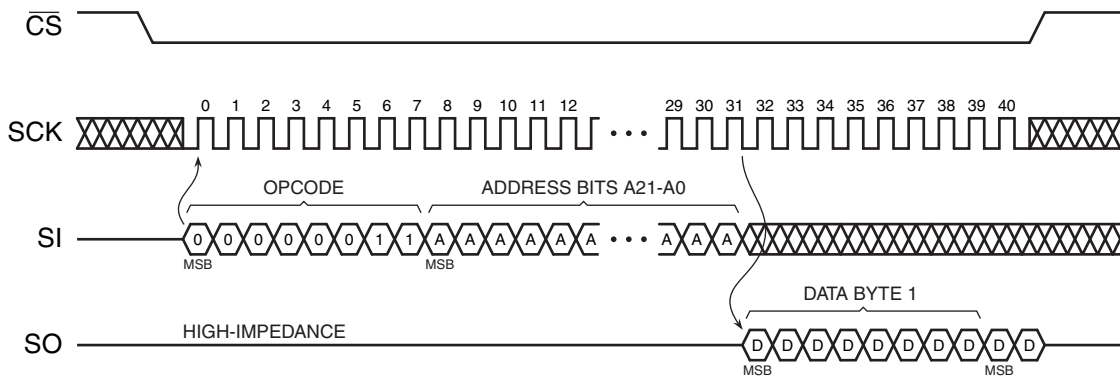 CS
0 1 2 3 4 5 6 7 8 9 10 11 12 29 30 31 32 33 34 35 36 37 38 39 40
SCK
OPCODE ADDRESS BITS A21-A0
SI 0 0 0 0 0 0 1 1 A A A A A A A A A
MSB MSB
DATA BYTE 1
HIGH-IMPEDANCE
SO D D D D D D D D D D
MSB MSB